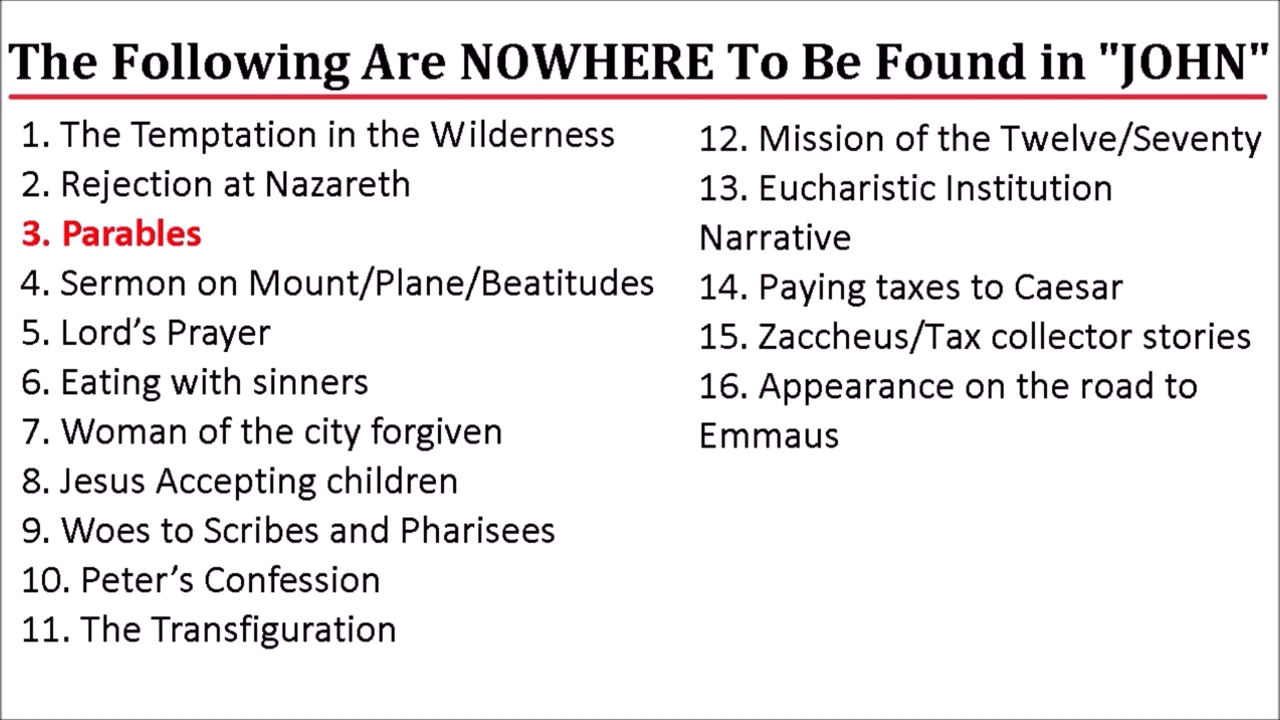 The Following Are NOWHERE To Be Found in "JOHN"
1. The Temptation in the Wilderness
2. Rejection at Nazareth
3. Parables
4. Sermon on Mount/Plane/Beatitudes
5. Lord’s Prayer
6. Eating with sinners
7. Woman of the city forgiven
8. Jesus Accepting children
9. Woes to Scribes and Pharisees
10. Peter’s Confession
11. The Transfiguration
12. Mission of the Twelve/Seventy
13. Eucharistic Institution
Narrative
14. Paying taxes to Caesar
15. Zaccheus/Tax collector stories
16. Appearance on the road to
Emmaus